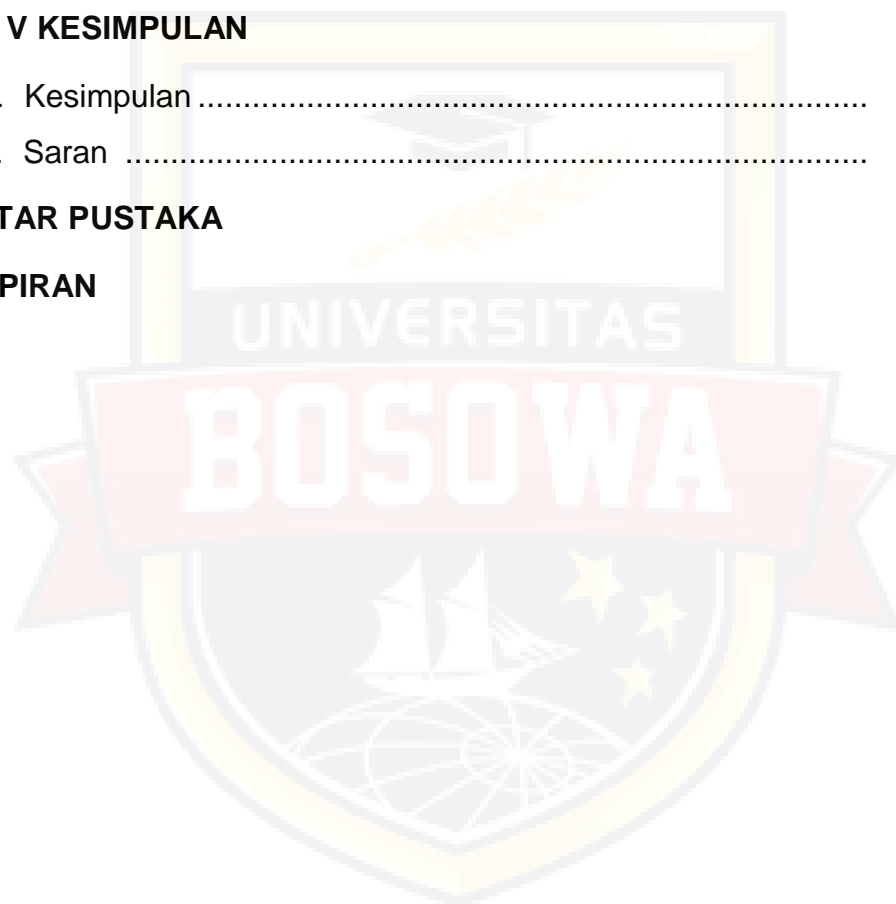 V KESIMPULAN
. Kesimpulan ..........................................................................
. Saran ..................................................................................
TAR PUSTAKA
PIRAN
UNIVERSITAS
BOSOWA